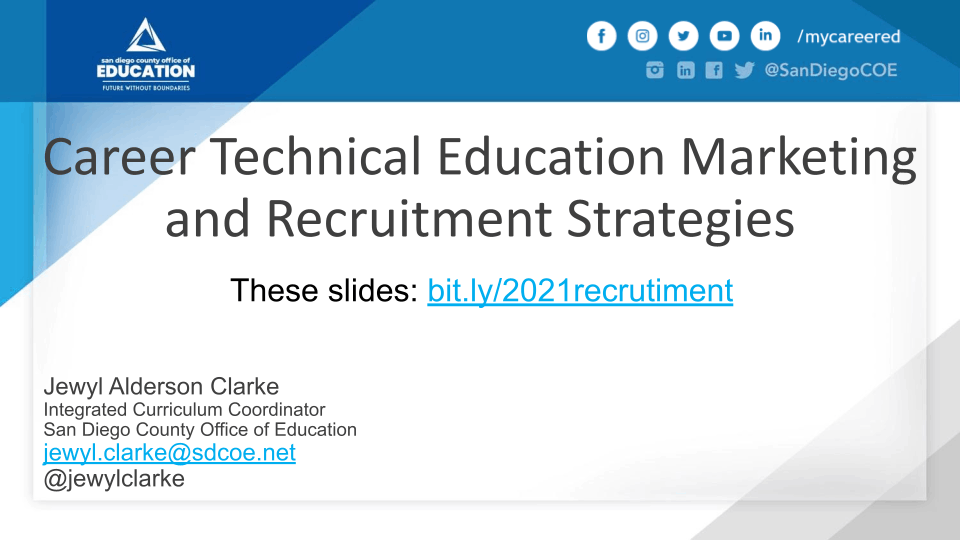 san diego county office of
EDUCATION
FUTURE WITHOUT BOUNDARIES
/mycareered
@SanDiegoCOE
Career Technical Education Marketing
and Recruitment Strategies
These slides: bit.ly/2021recrutiment
Jewyl Alderson Clarke
Integrated Curriculum Coordinator
San Diego County Office of Education
jewyl.clarke@sdcoe.net
@jewylclarke